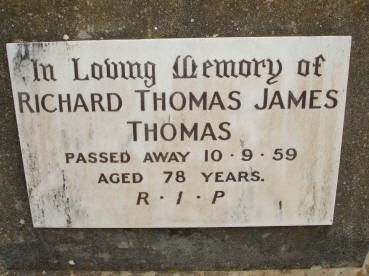 In Loving Memory of
RICHARD THOMAS JAMES
THOMAS
PASSED AWAY 10 · 9 · 59
AGED 78 YEARS.
R · I · P